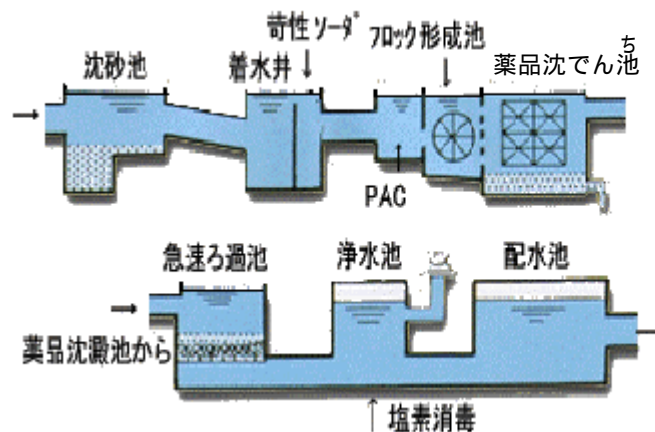 苛性ソーダ
フロック形成池
沈砂池
着水井
薬品沈でん池
ち
PAC
急速ろ過池
浄水池
配水池
薬品沈澱池から
塩素消毒